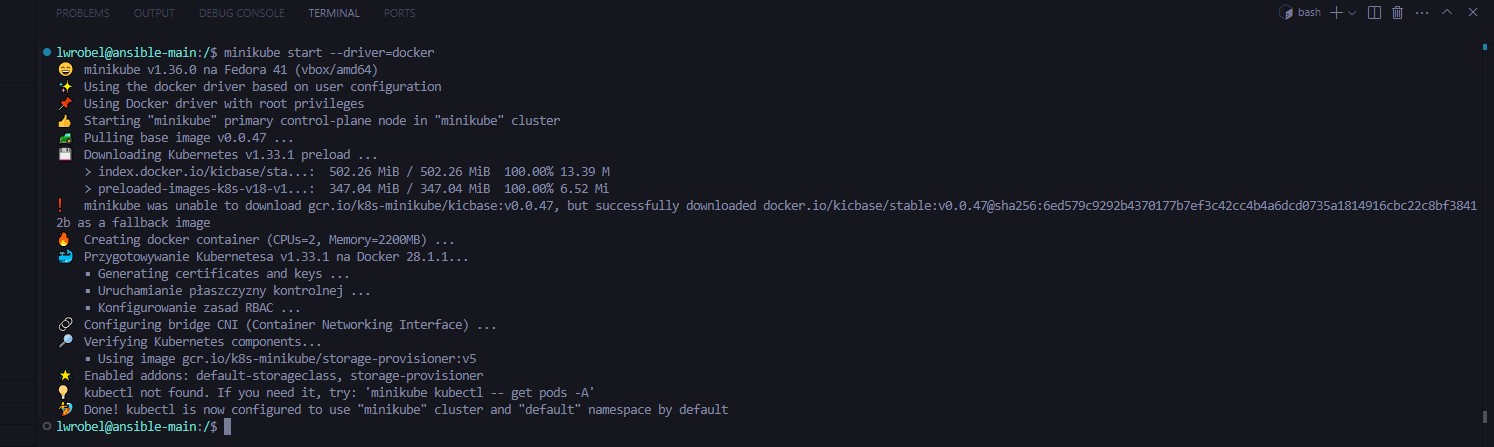 PROBLEMS OUTPUT DEBUG CONSOLE TERMINAL PORTS bash
lwrobel@ansible-main:/$ minikube start --driver=docker
😄 minikube v1.36.0 na Fedora 41 (vbox/amd64)
✨ Using the docker driver based on user configuration
📌 Using Docker driver with root privileges
👍 Starting "minikube" primary control-plane node in "minikube" cluster
🚜 Pulling base image v0.0.47 ...
💾 Downloading Kubernetes v1.33.1 preload ...
> index.docker.io/kicbase/sta...: 502.26 MiB / 502.26 MiB 100.00% 13.39 M
> preloaded-images-k8s-v18-v1...: 347.04 MiB / 347.04 MiB 100.00% 6.52 Mi
❗ minikube was unable to download gcr.io/k8s-minikube/kicbase:v0.0.47, but successfully downloaded docker.io/kicbase/stable:v0.0.47@sha256:6ed579c9292b4370177b7ef3c42cc4b4a6dcd0735a1814916cbc22c8bf3841
2b as a fallback image
🔥 Creating docker container (CPUs=2, Memory=2200MB) ...
🐳 Przygotowywanie Kubernetesa v1.33.1 na Docker 28.1.1...
▪ Generating certificates and keys ...
▪ Uruchamianie płaszczyzny kontrolnej ...
▪ Konfigurowanie zasad RBAC ...
🔗 Configuring bridge CNI (Container Networking Interface) ...
🔎 Verifying Kubernetes components...
▪ Using image gcr.io/k8s-minikube/storage-provisioner:v5
🌟 Enabled addons: default-storageclass, storage-provisioner
💡 kubectl not found. If you need it, try: 'minikube kubectl -- get pods -A'
🏄 Done! kubectl is now configured to use "minikube" cluster and "default" namespace by default
lwrobel@ansible-main:/$